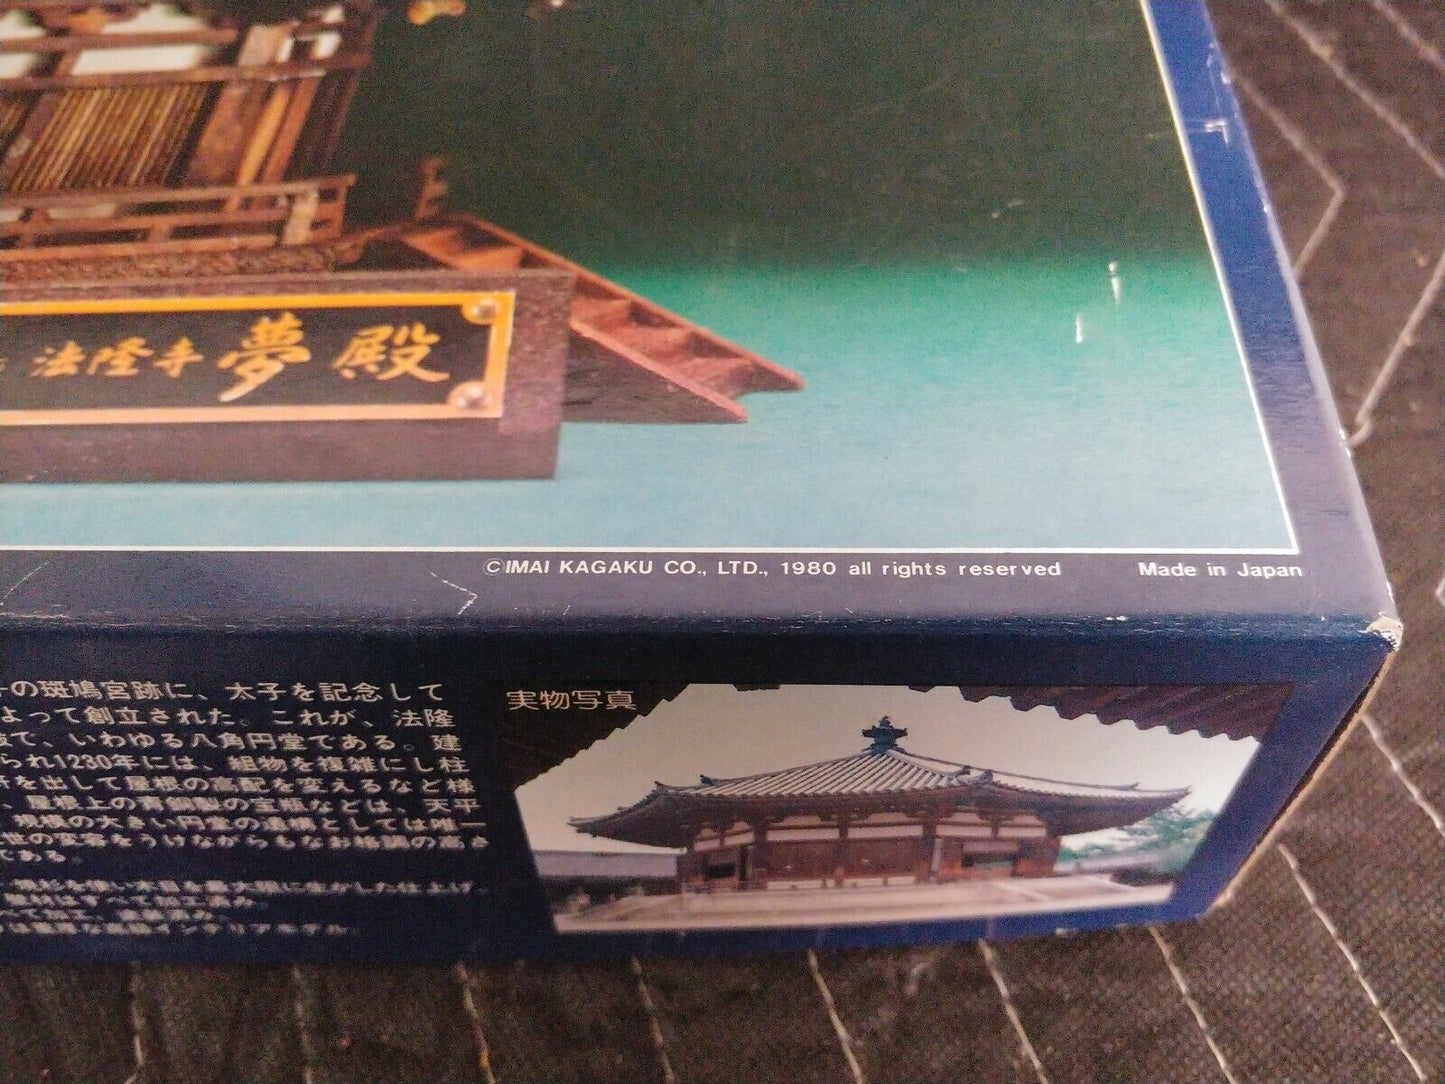 法隆寺 夢殿
©IMAI KAGAKU CO., LTD., 1980 all rights reserved Made in Japan
の斑鳩宮跡に、太子を記念して
よって創立された。これが、法隆
で、いわゆる八角円堂である。建
られ1230年には、組物を複雑にし柱
を出して屋根の高配を変えるなど様
、屋根上の青銅製の宝瓶などは、天平
規模の大きい円堂の遺構としては唯一
世の変容をうけながらもなお格調の高さ
である。
実物写真